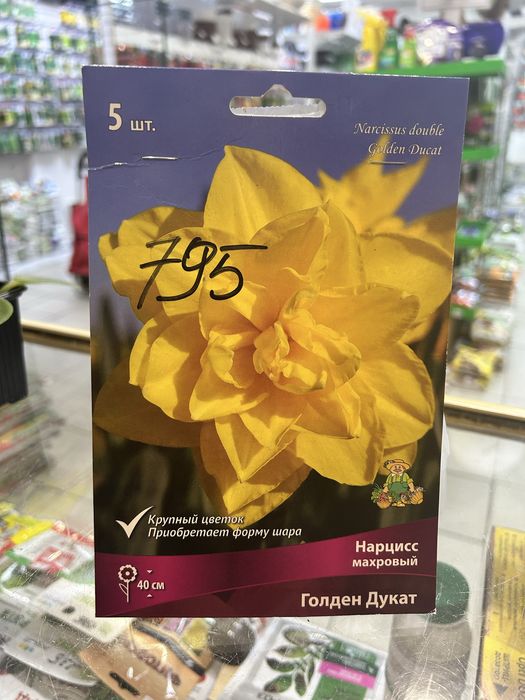 5 шт.
Narcissus double
Golden Ducat
795
Крупный цветок
Приобретает форму шара
40 см
Нарцисс
махровый
Голден Дукат